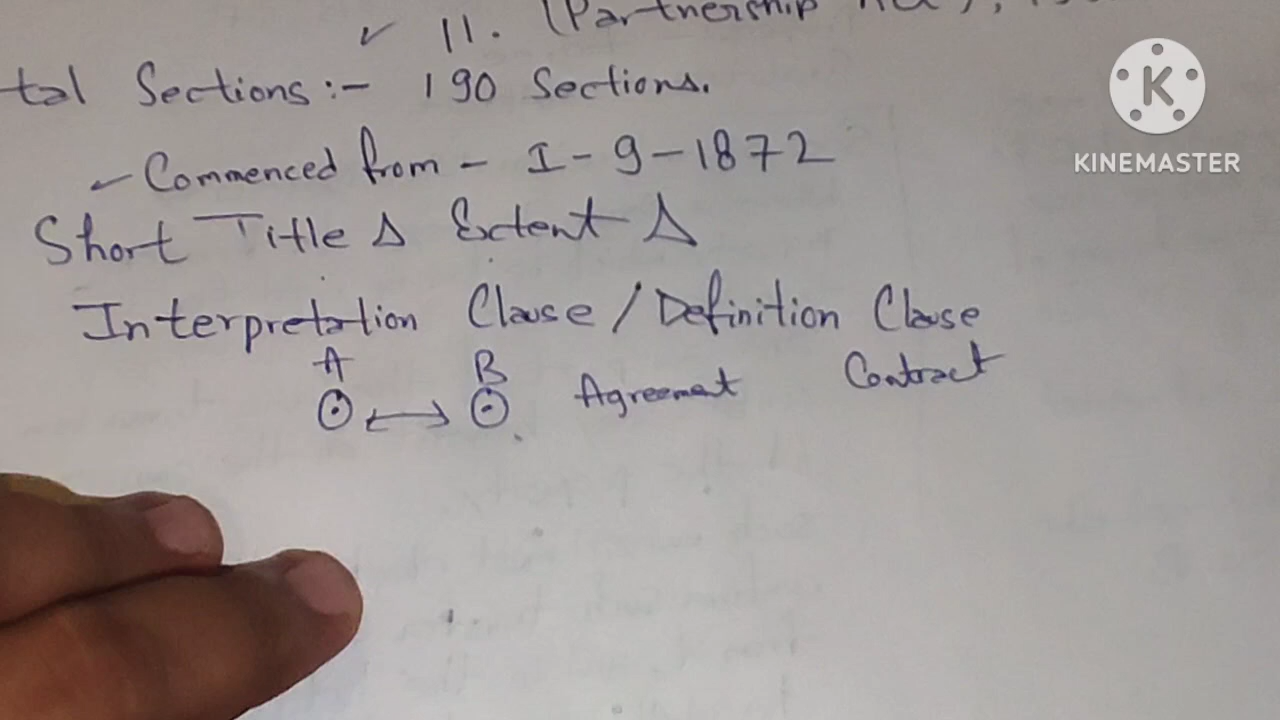 ✓ 11. (Partnership
tal Sections:- 190 Sections.
Commenced from - I-9-1872
Short Title & Extent &
Interpretation Clause / Definition Clause
A B Agreement Contract
K
KINEMASTER